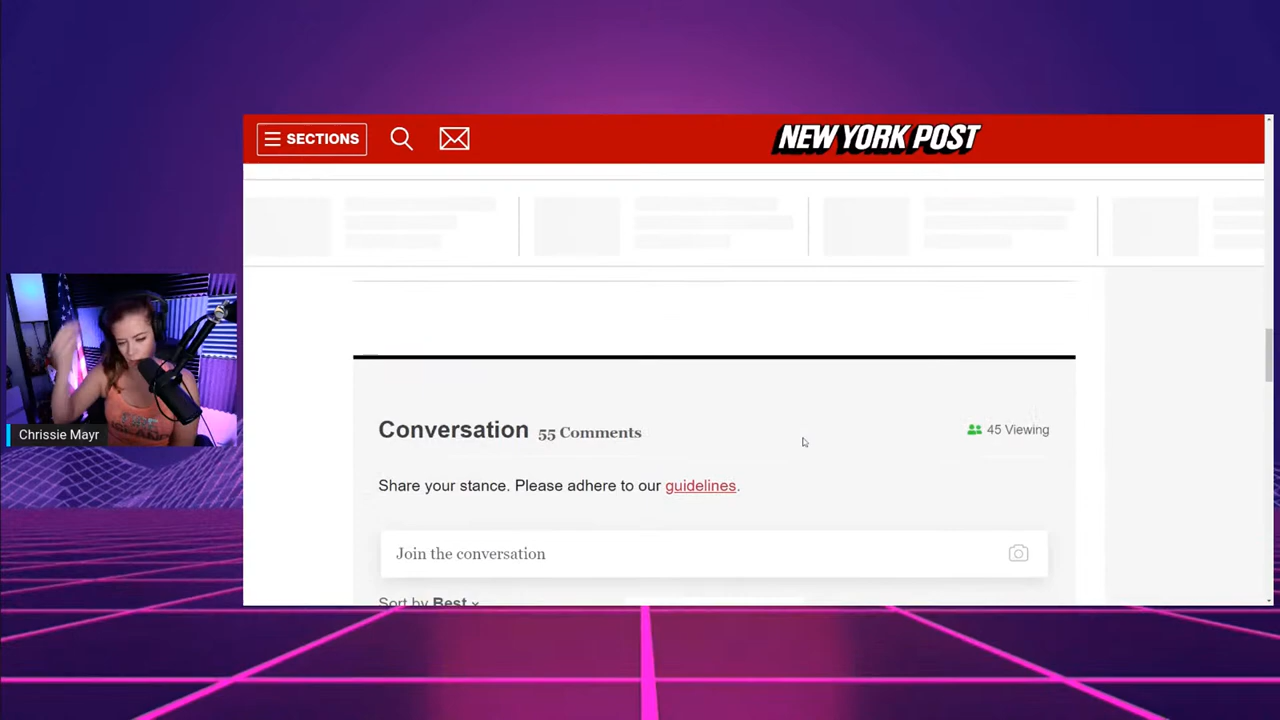 SECTIONS
NEW YORK POST
Conversation 55 Comments
45 Viewing
Share your stance. Please adhere to our guidelines.
Join the conversation
Sort by Best
Chrissie Mayr